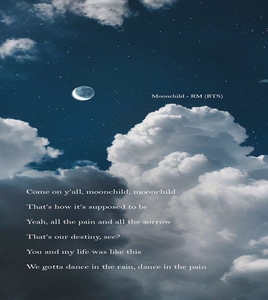 Moonchild - RM (BTS)
Come on y'all, moonchild, moonchild
That's how it's supposed to be
Yeah, all the pain and all the sorrow
That's our destiny, see?
You and my life was like this
We gotta dance in the rain, dance in the pain